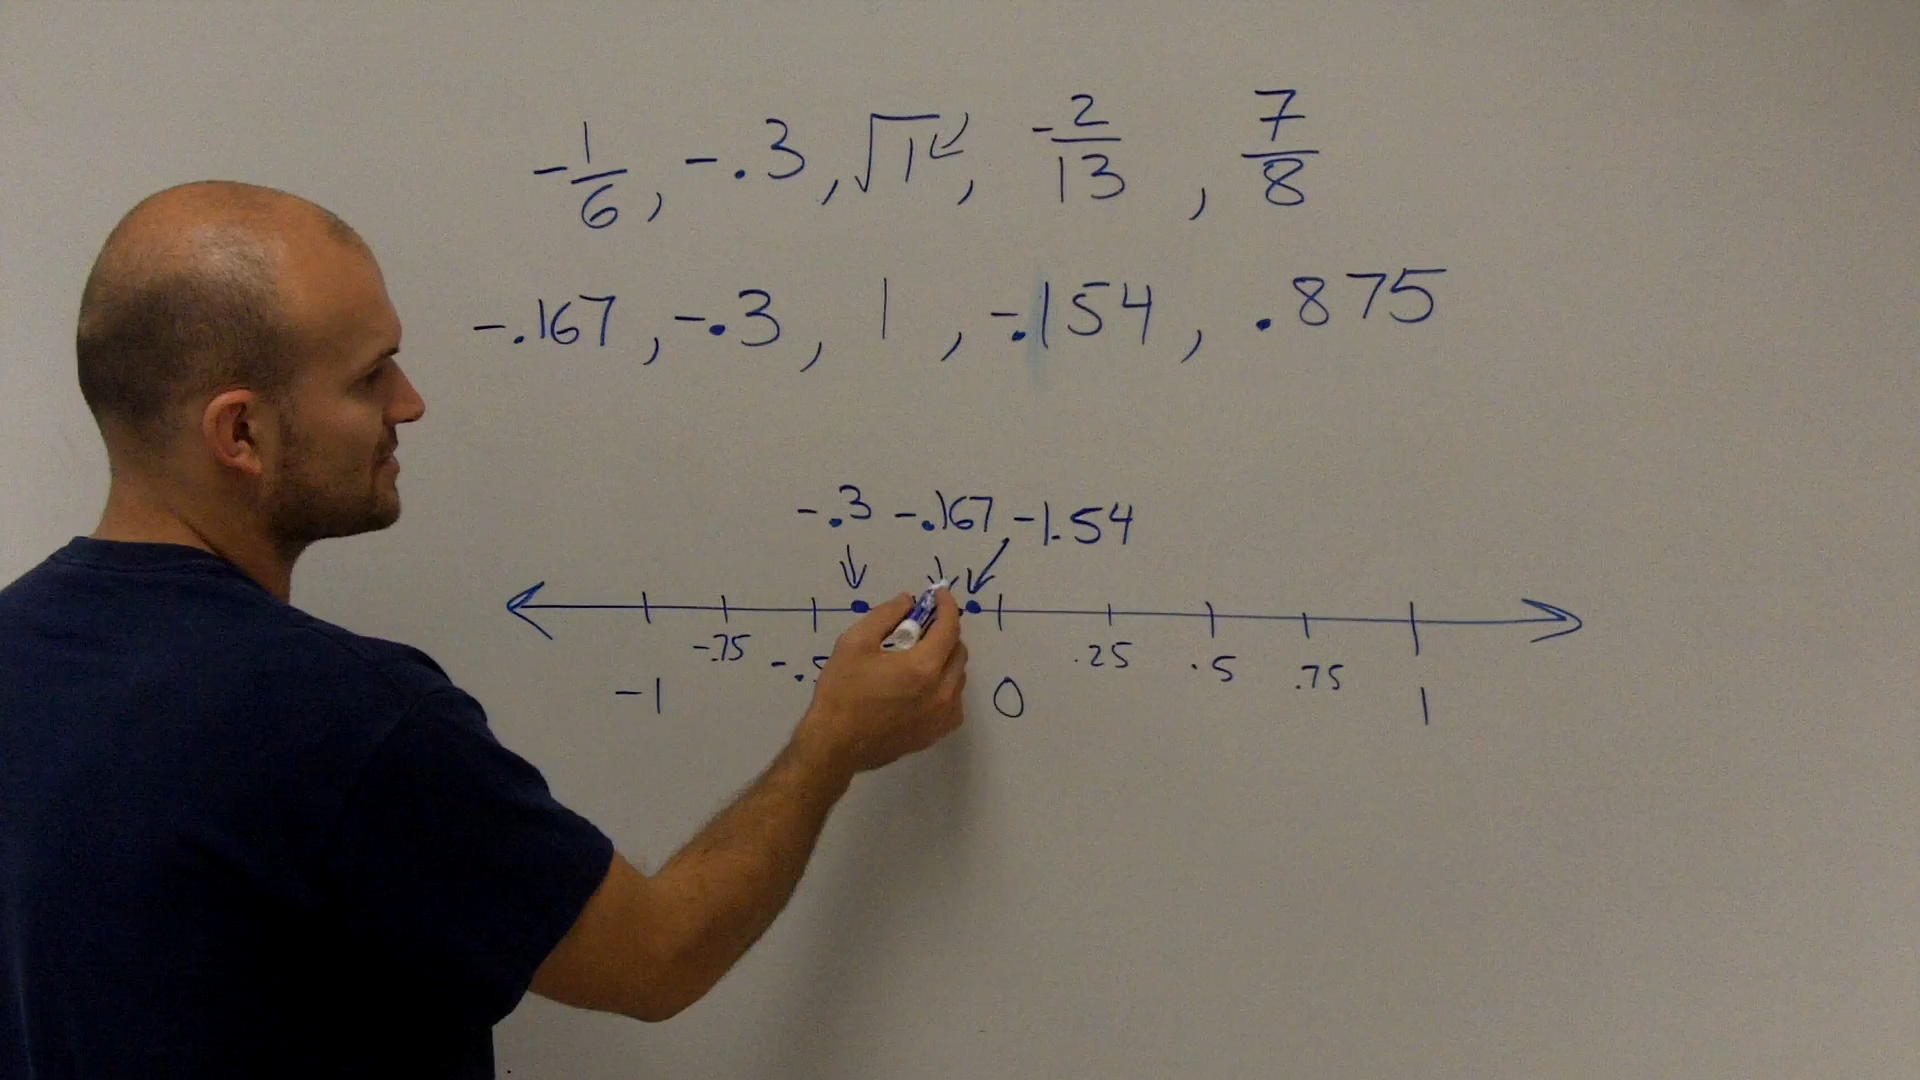 -1/6, -.3, √1, -2/13, 7/8
-.167, -.3, 1, -.154, .875
-.3 -.167 -1.54
-.75 -.5 .25 .5 .75
-1 0 1